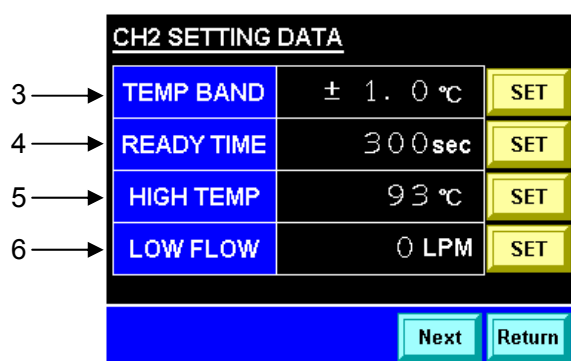 CH2 SETTING DATA
3 TEMP BAND ± 1.0 ℃ SET
4 READY TIME 300sec SET
5 HIGH TEMP 93 ℃ SET
6 LOW FLOW 0 LPM SET
Next Return